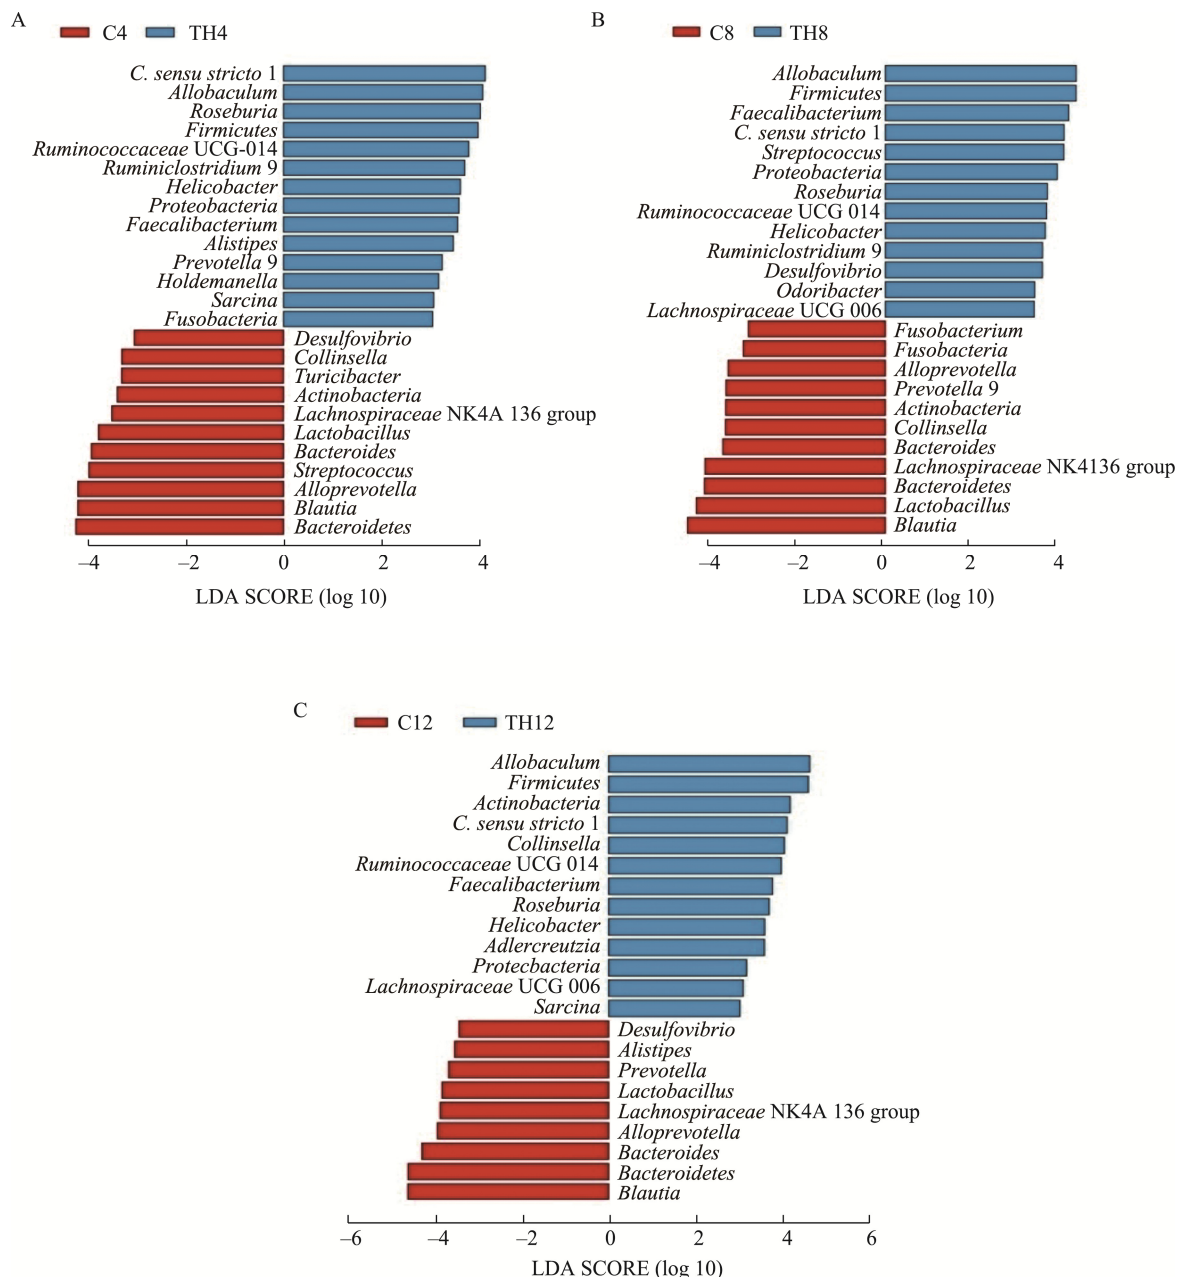 A
C4 TH4
C. sensu stricto 1
Allobaculum
Roseburia
Firmicutes
Ruminococcaceae UCG-014
Ruminiclostridium 9
Helicobacter
Proteobacteria
Faecalibacterium
Alistipes
Prevotella 9
Holdemanella
Sarcina
Fusobacteria
Desulfovibrio
Collinsella
Turicibacter
Actinobacteria
Lachnospiraceae NK4A 136 group
Lactobacillus
Bacteroides
Streptococcus
Alloprevotella
Blautia
Bacteroidetes
–4 –2 0 2 4
LDA SCORE (log 10)
B
C8 TH8
Allobaculum
Firmicutes
Faecalibacterium
C. sensu stricto 1
Streptococcus
Proteobacteria
Roseburia
Ruminococcaceae UCG 014
Helicobacter
Ruminiclostridium 9
Desulfovibrio
Odoribacter
Lachnospiraceae UCG 006
Fusobacterium
Fusobacteria
Alloprevotella
Prevotella 9
Actinobacteria
Collinsella
Bacteroides
Lachnospiraceae NK4136 group
Bacteroidetes
Lactobacillus
Blautia
–4 –2 0 2 4
LDA SCORE (log 10)
C
C12 TH12
Allobaculum
Firmicutes
Actinobacteria
C. sensu stricto 1
Collinsella
Ruminococcaceae UCG 014
Faecalibacterium
Roseburia
Helicobacter
Adlercreutzia
Protecbacteria
Lachnospiraceae UCG 006
Sarcina
Desulfovibrio
Alistipes
Prevotella
Lactobacillus
Lachnospiraceae NK4A 136 group
Alloprevotella
Bacteroides
Bacteroidetes
Blautia
–6 –4 –2 0 2 4 6
LDA SCORE (log 10)